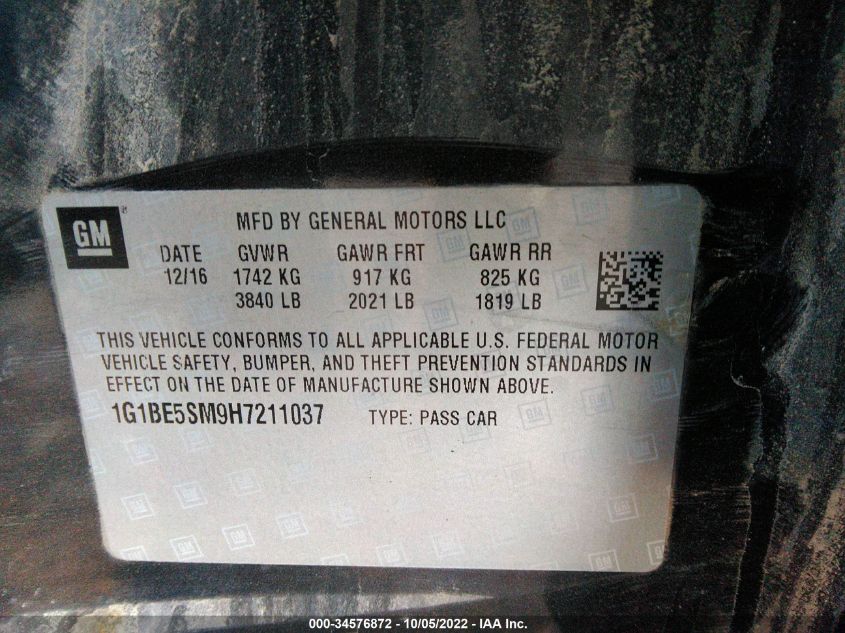 GM
MFD BY GENERAL MOTORS LLC
DATE GVWR GAWR FRT GAWR RR
12/16 1742 KG 917 KG 825 KG
3840 LB 2021 LB 1819 LB
THIS VEHICLE CONFORMS TO ALL APPLICABLE U.S. FEDERAL MOTOR
VEHICLE SAFETY, BUMPER, AND THEFT PREVENTION STANDARDS IN
EFFECT ON THE DATE OF MANUFACTURE SHOWN ABOVE.
1G1BE5SM9H7211037 TYPE: PASS CAR
000-34576872 - 10/05/2022 - IAA Inc.